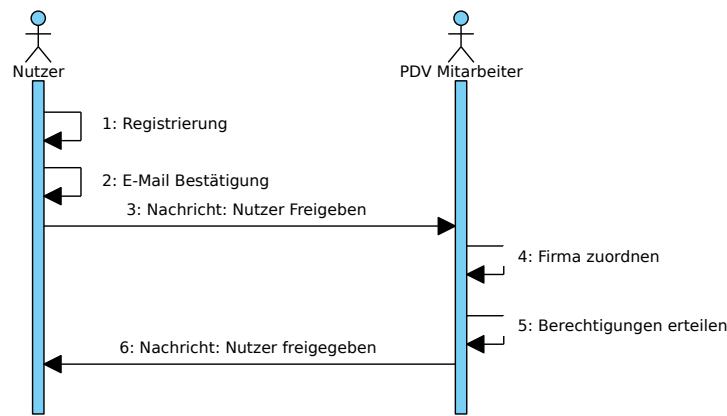 Nutzer
PDV Mitarbeiter
1: Registrierung
2: E-Mail Bestätigung
3: Nachricht: Nutzer Freigeben
4: Firma zuordnen
5: Berechtigungen erteilen
6: Nachricht: Nutzer freigegeben